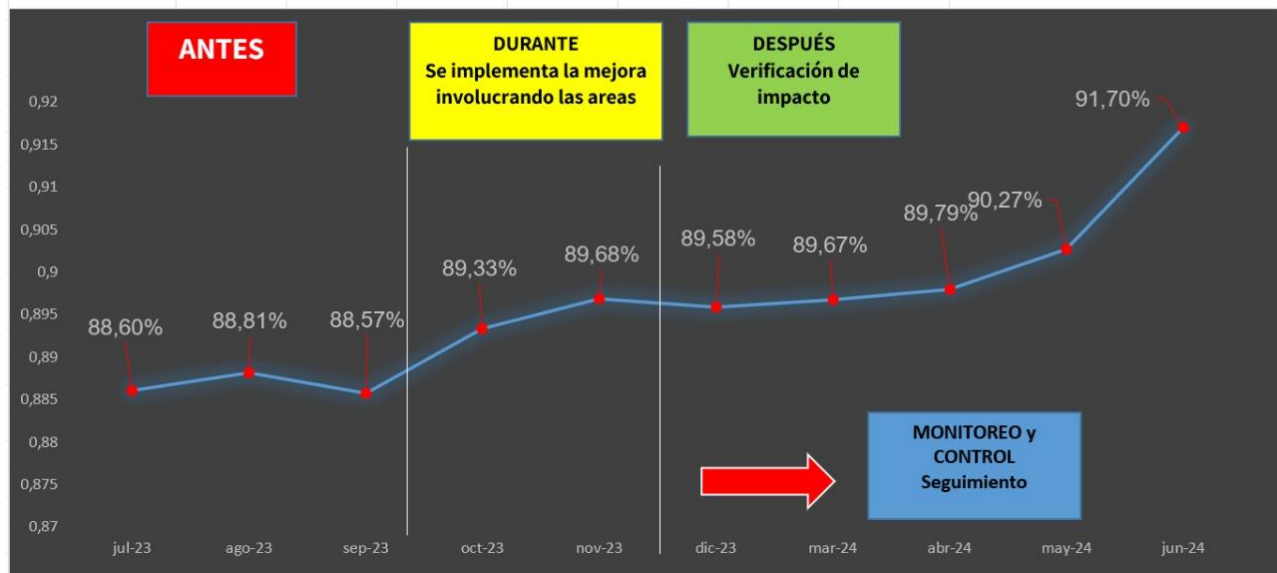 ANTES
DURANTE
Se implementa la mejora
involucrando las areas
DESPUÉS
Verificación de
impacto
0,92
0,915
0,91
0,905
0,9
0,895
0,89
0,885
0,88
0,875
0,87
88,60%
88,81%
88,57%
89,33%
89,68%
89,58%
89,67%
89,79%
90,27%
91,70%
MONITOREO y
CONTROL
Seguimiento
jul-23
ago-23
sep-23
oct-23
nov-23
dic-23
mar-24
abr-24
may-24
jun-24